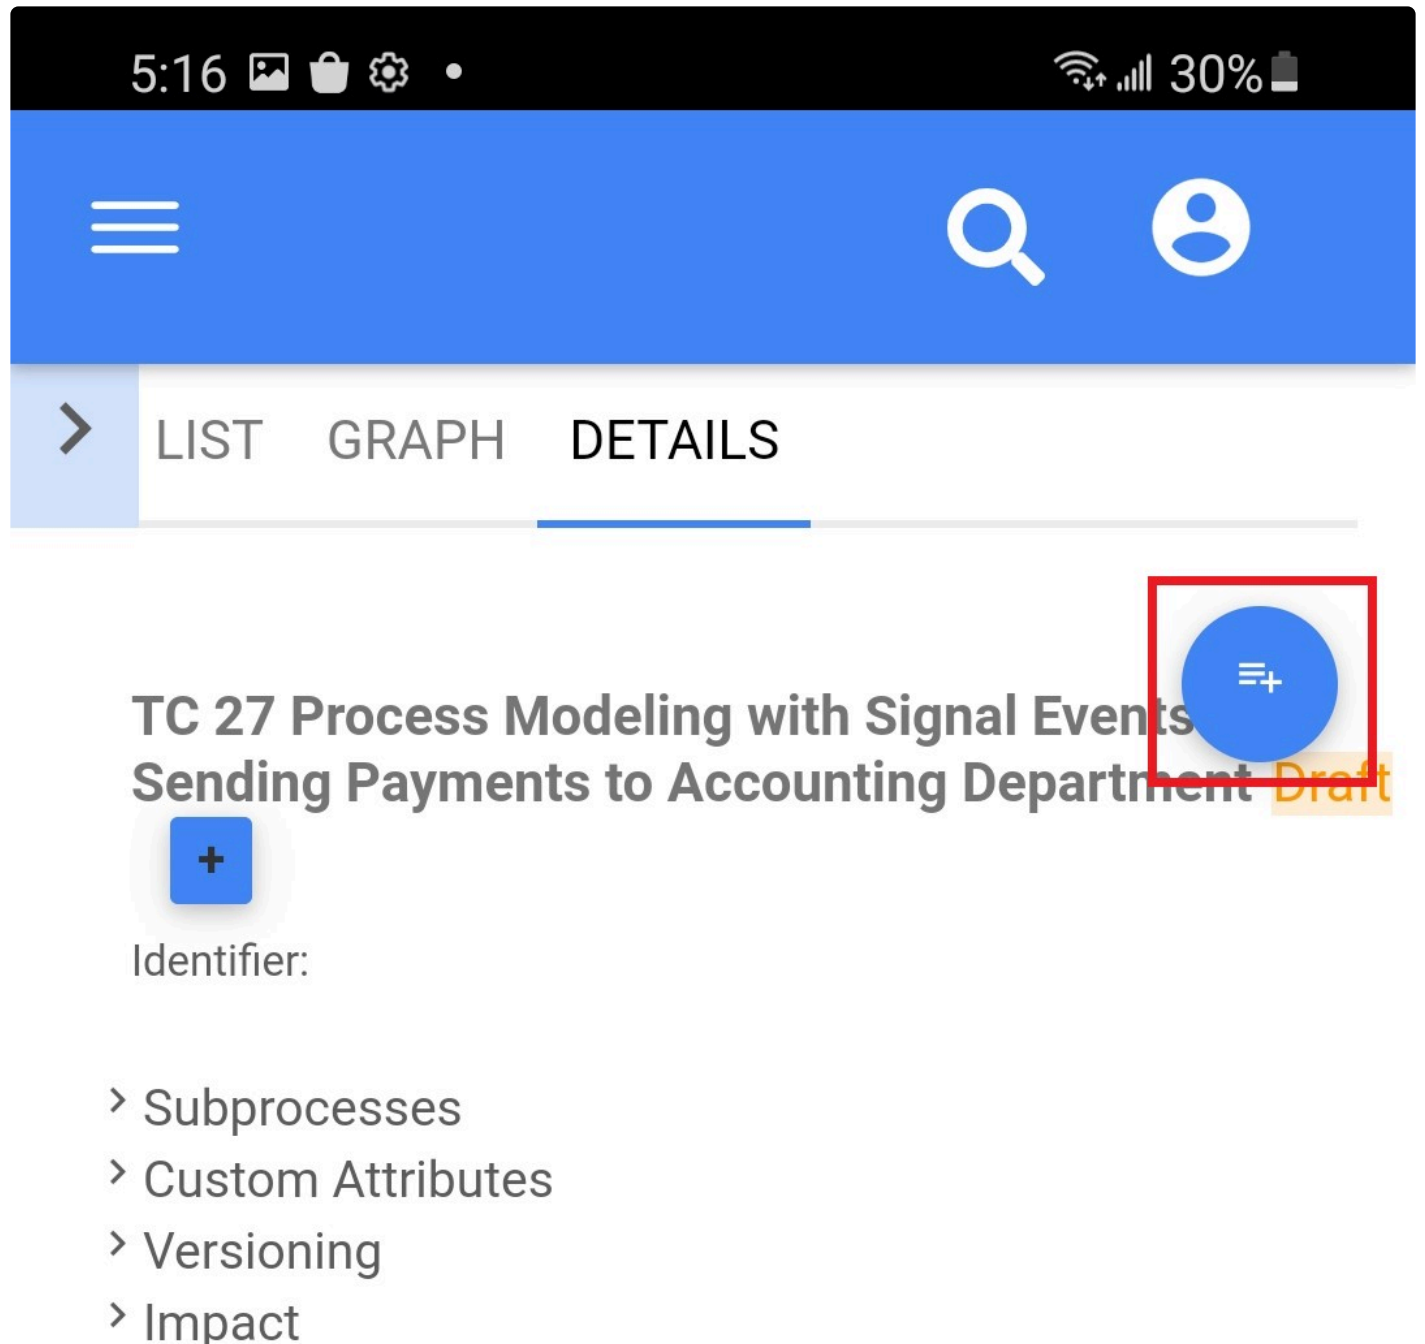 5:16 30%
LIST GRAPH DETAILS
TC 27 Process Modeling with Signal Events
Sending Payments to Accounting Department Draft
+
Identifier:
Subprocesses
Custom Attributes
Versioning
Impact